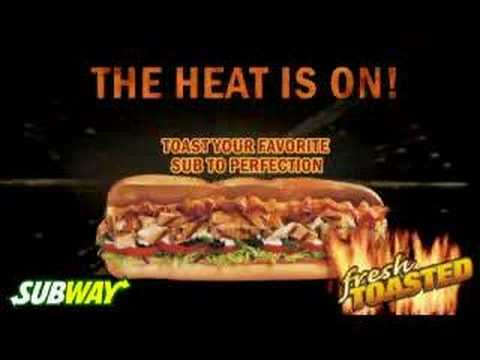 THE HEAT IS ON!
TOAST YOUR FAVORITE
SUB TO PERFECTION
SUBWAY
fresh
TOASTED